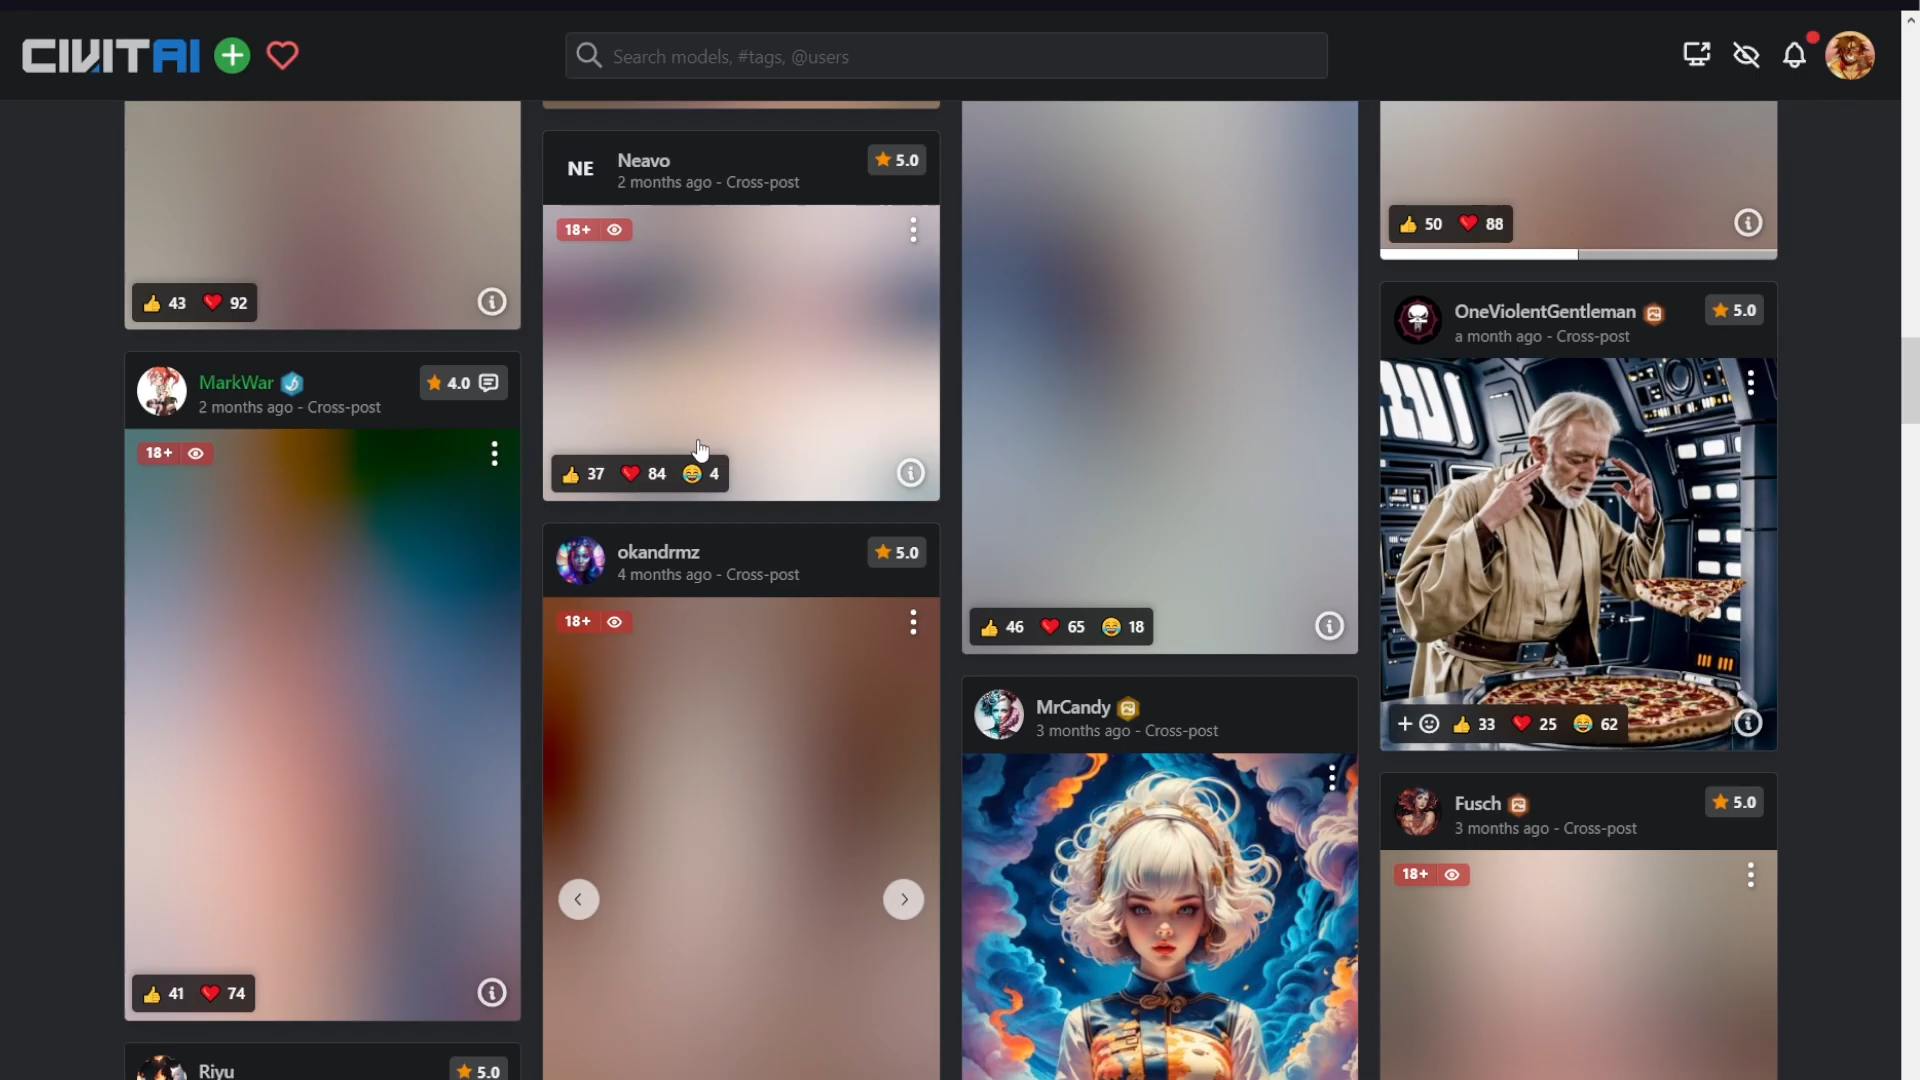 CIVITAI
Search models, #tags, @users
43 92
MarkWar
2 months ago - Cross-post
4.0
18+
41 74
Riyu
5.0
NE
Neavo
2 months ago - Cross-post
5.0
18+
37 84 4
okandrmz
4 months ago - Cross-post
5.0
18+
46 65 18
MrCandy
3 months ago - Cross-post
50 88
OneViolentGentleman
a month ago - Cross-post
5.0
33 25 62
Fusch
3 months ago - Cross-post
5.0
18+